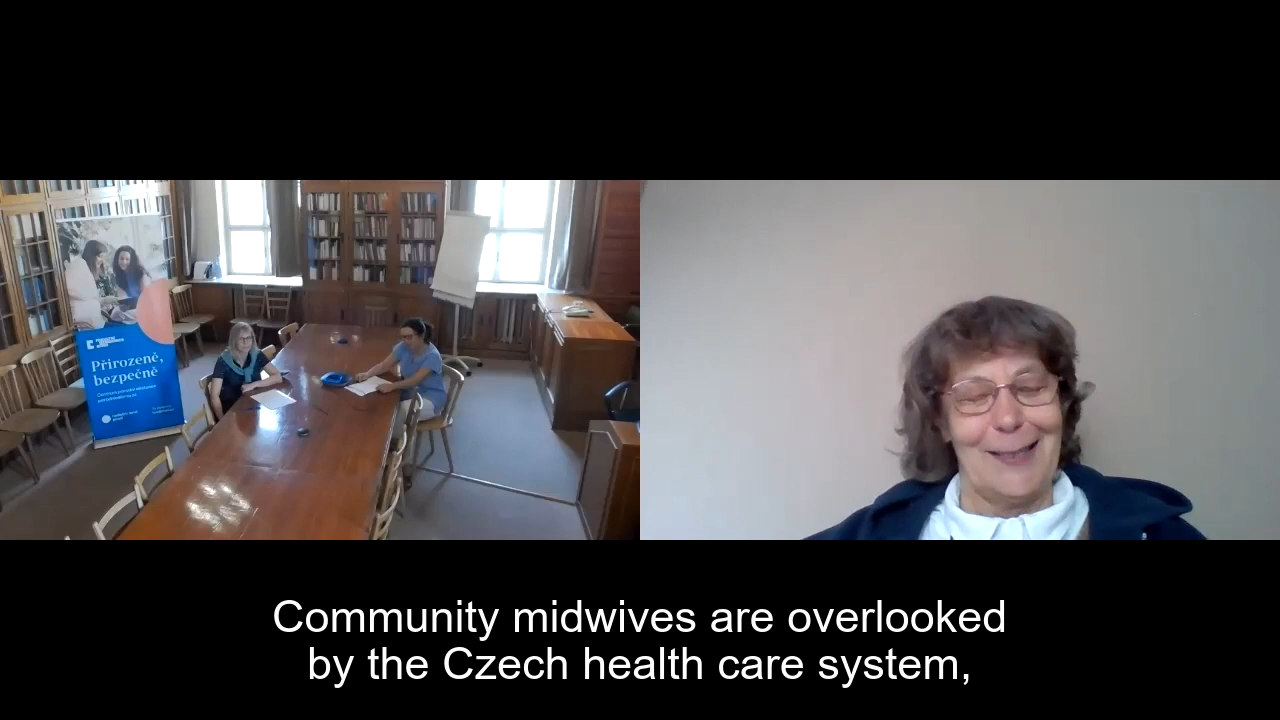 Přirozeně,
bezpečně
Community midwives are overlooked
by the Czech health care system,